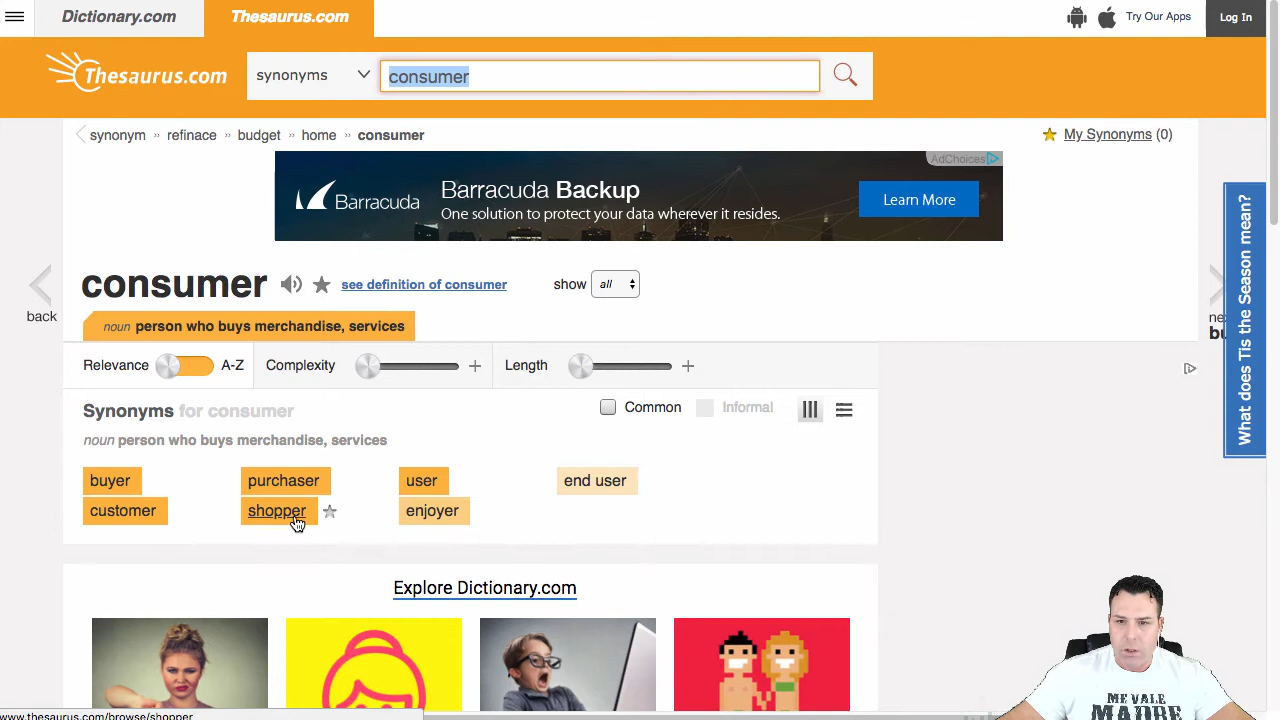 Dictionary.com
Thesaurus.com
Try Our Apps
Log In
Thesaurus.com
synonyms
consumer
synonym » refinace » budget » home » consumer
My Synonyms (0)
AdChoices
Barracuda
Barracuda Backup
One solution to protect your data wherever it resides.
Learn More
What does Tis the Season mean?
consumer
see definition of consumer
show
all
back
noun person who buys merchandise, services
Relevance
A-Z
Complexity
Length
Synonyms for consumer
Common
Informal
noun person who buys merchandise, services
buyer
purchaser
user
end user
customer
shopper
enjoyer
Explore Dictionary.com
ME VALE
MADRE
www.thesaurus.com/browse/shopper